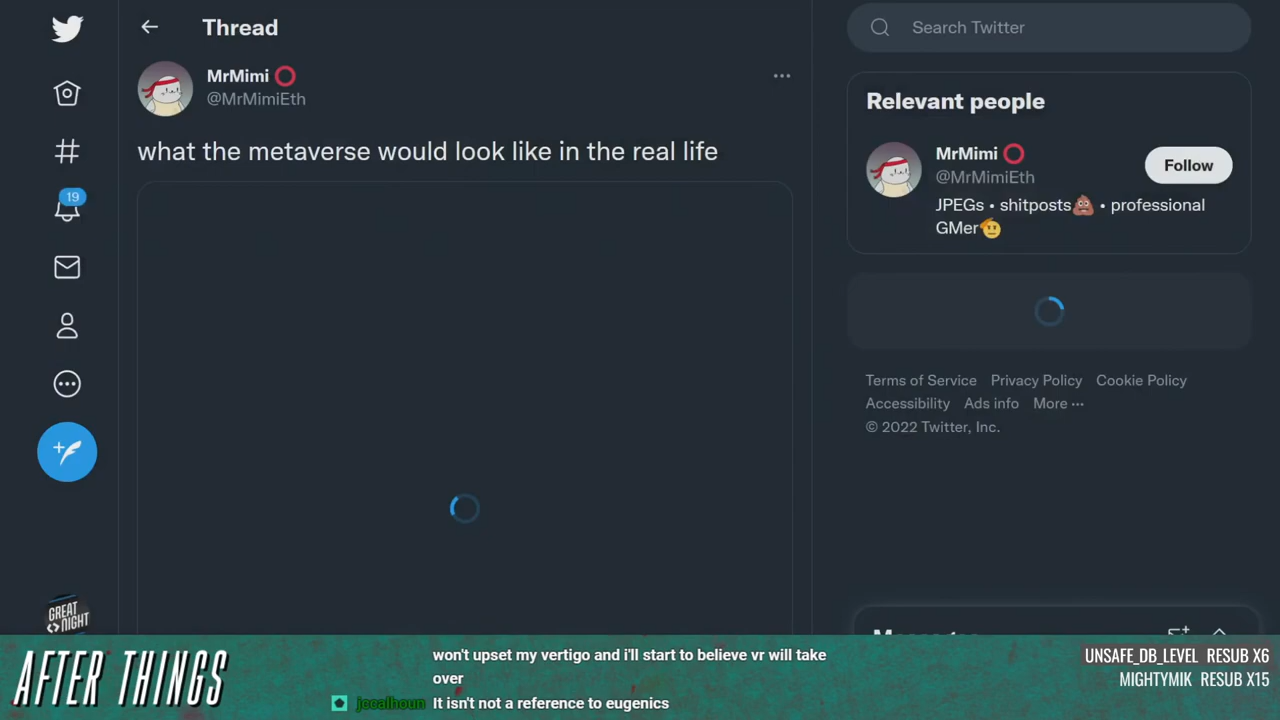 Thread
Search Twitter
MrMimi
@MrMimiEth
what the metaverse would look like in the real life
19
Relevant people
MrMimi
@MrMimiEth
Follow
JPEGs • shitposts💩 • professional
GMer🫡
Terms of Service Privacy Policy Cookie Policy
Accessibility Ads info More ···
© 2022 Twitter, Inc.
GREAT
NIGHT
Messages
AFTER THINGS
won't upset my vertigo and i'll start to believe vr will take
over
jccalhoun It isn't not a reference to eugenics
UNSAFE_DB_LEVEL RESUB X6
MIGHTYMIK RESUB X15